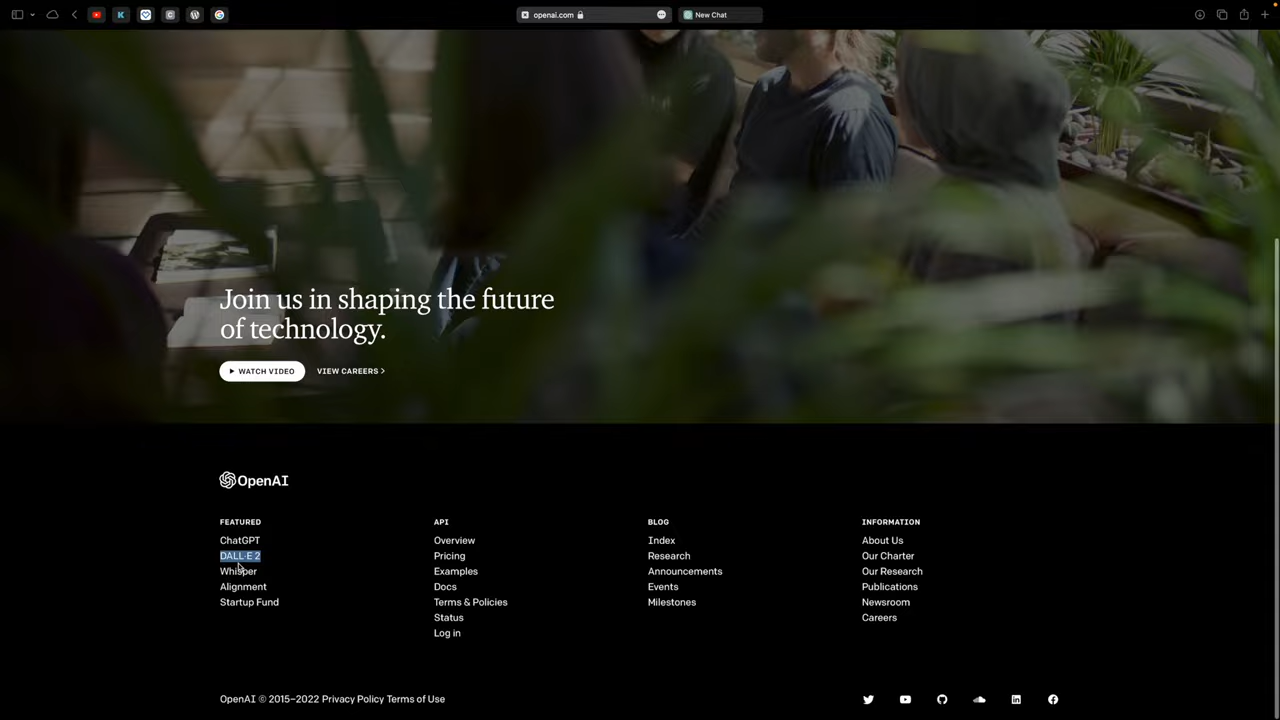 openai.com
New Chat
Join us in shaping the future
of technology.
WATCH VIDEO
VIEW CAREERS >
OpenAI
FEATURED
ChatGPT
DALL·E 2
Whisper
Alignment
Startup Fund
API
Overview
Pricing
Examples
Docs
Terms & Policies
Status
Log in
BLOG
Index
Research
Announcements
Events
Milestones
INFORMATION
About Us
Our Charter
Our Research
Publications
Newsroom
Careers
OpenAI © 2015–2022 Privacy Policy Terms of Use